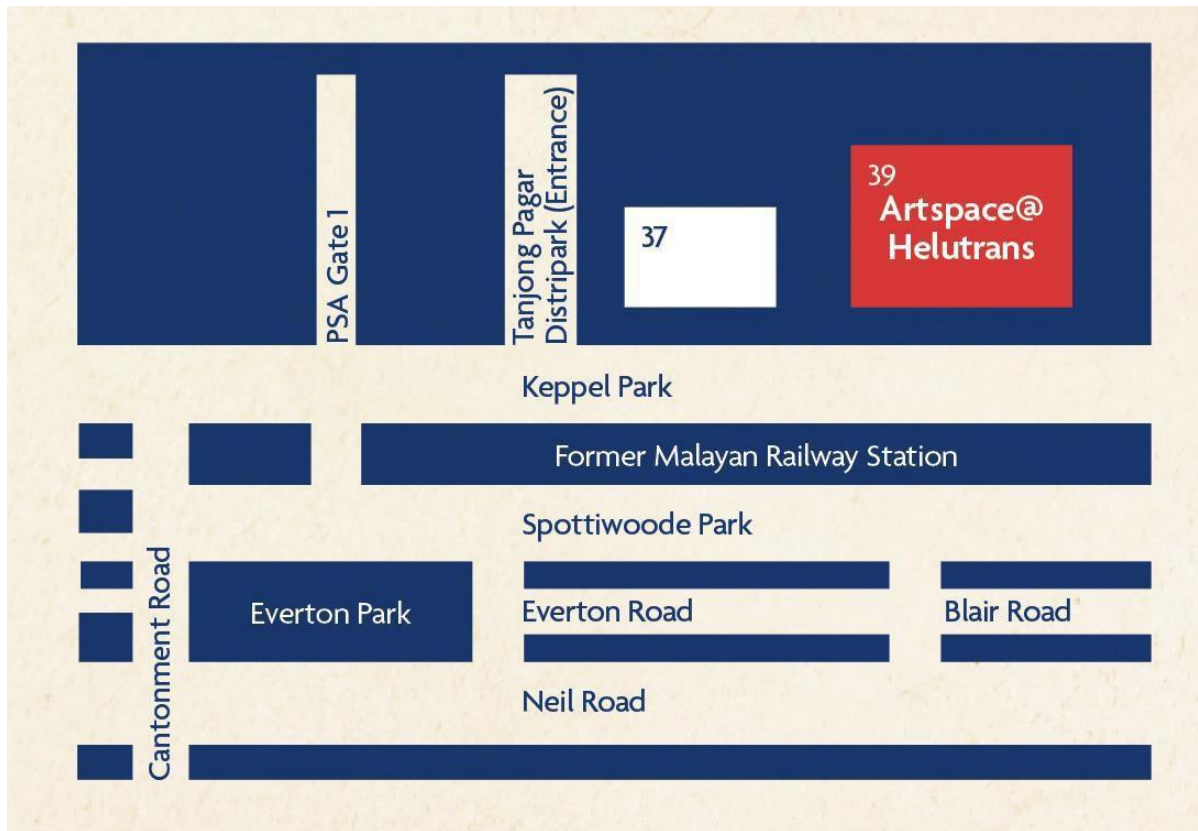 PSA Gate 1
Tanjong Pagar
Distripark (Entrance)
37
39
Artspace@
Helutrans
Keppel Park
Former Malayan Railway Station
Spottiwoode Park
Cantonment Road
Everton Park
Everton Road
Blair Road
Neil Road